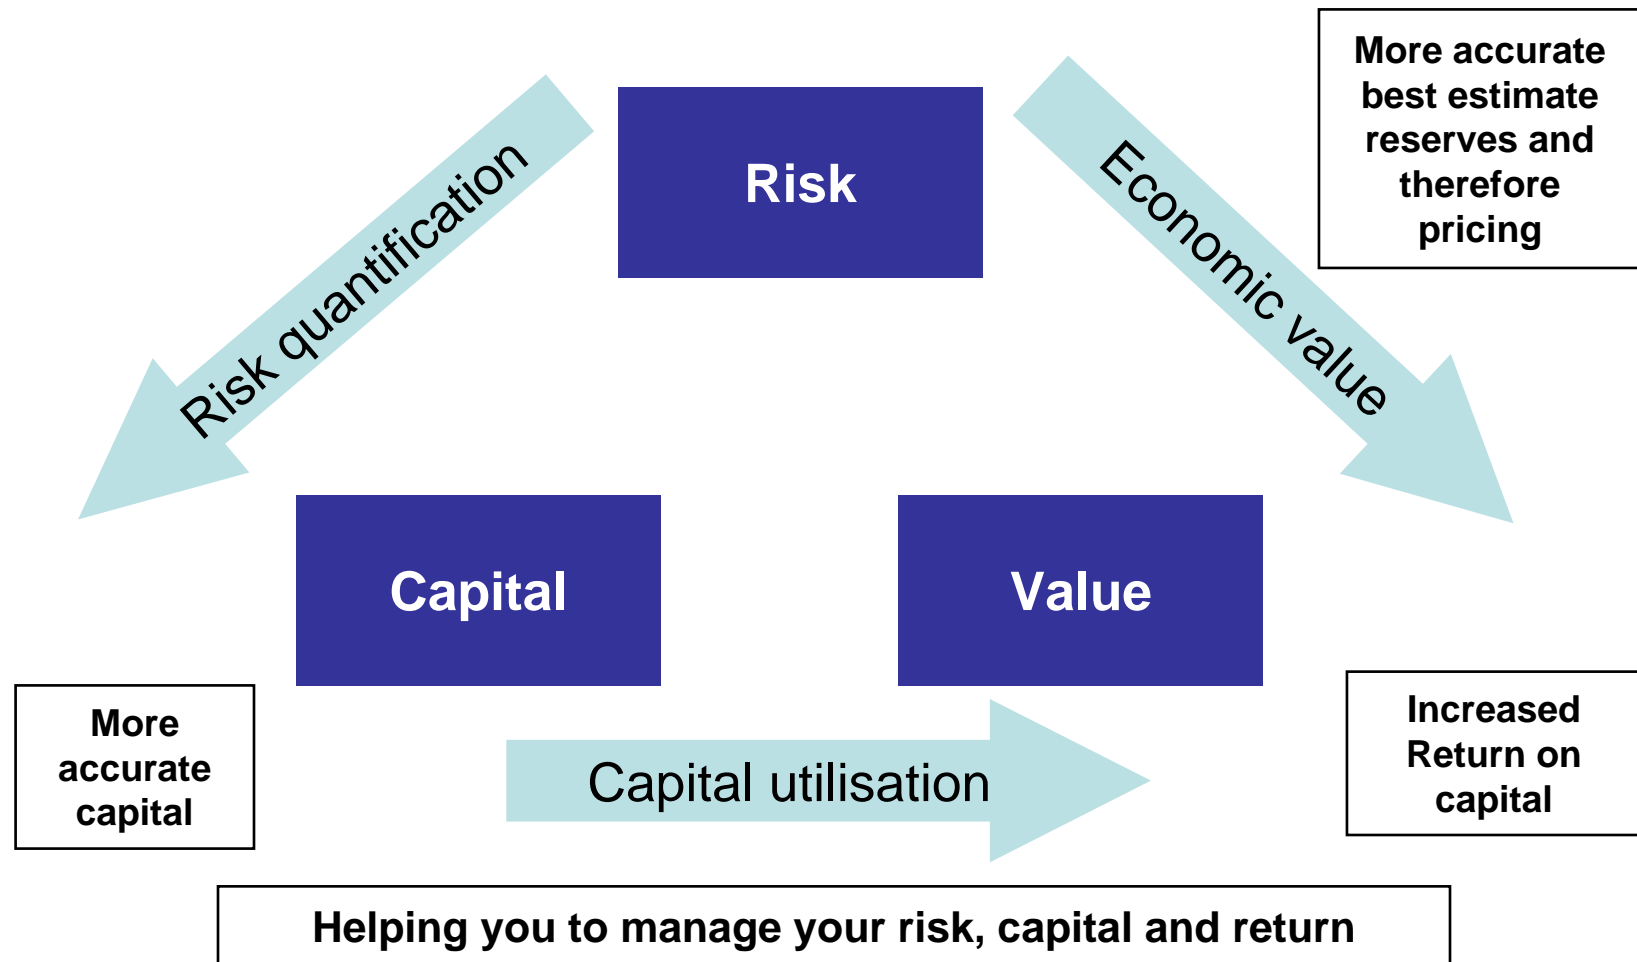 More accurate
best estimate
reserves and
therefore
pricing
Risk
Risk quantification
Economic value
Capital
Value
More
accurate
capital
Capital utilisation
Increased
Return on
capital
Helping you to manage your risk, capital and return